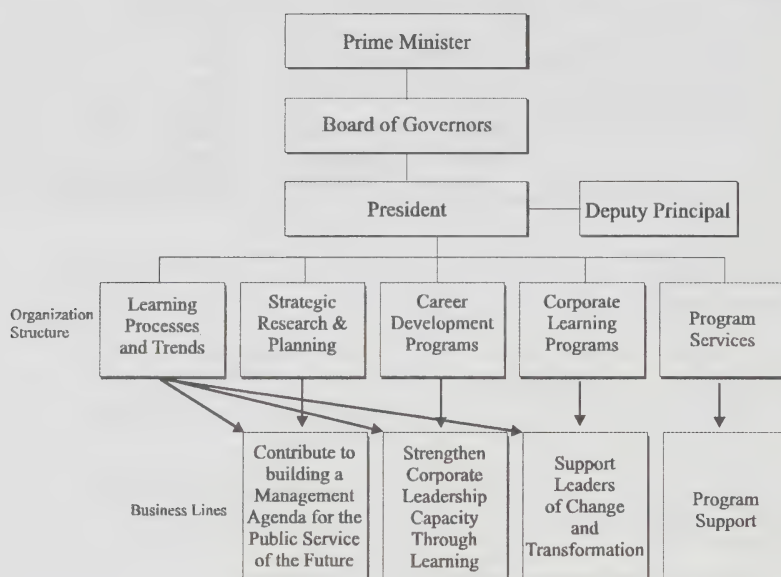 Prime Minister
Board of Governors
President
Deputy Principal
Organization
Structure
Learning
Processes
and Trends
Strategic
Research &
Planning
Career
Development
Programs
Corporate
Learning
Programs
Program
Services
Business Lines
Contribute to
building a
Management
Agenda for the
Public Service
of the Future
Strengthen
Corporate
Leadership
Capacity
Through
Learning
Support
Leaders
of Change
and
Transformation
Program
Support